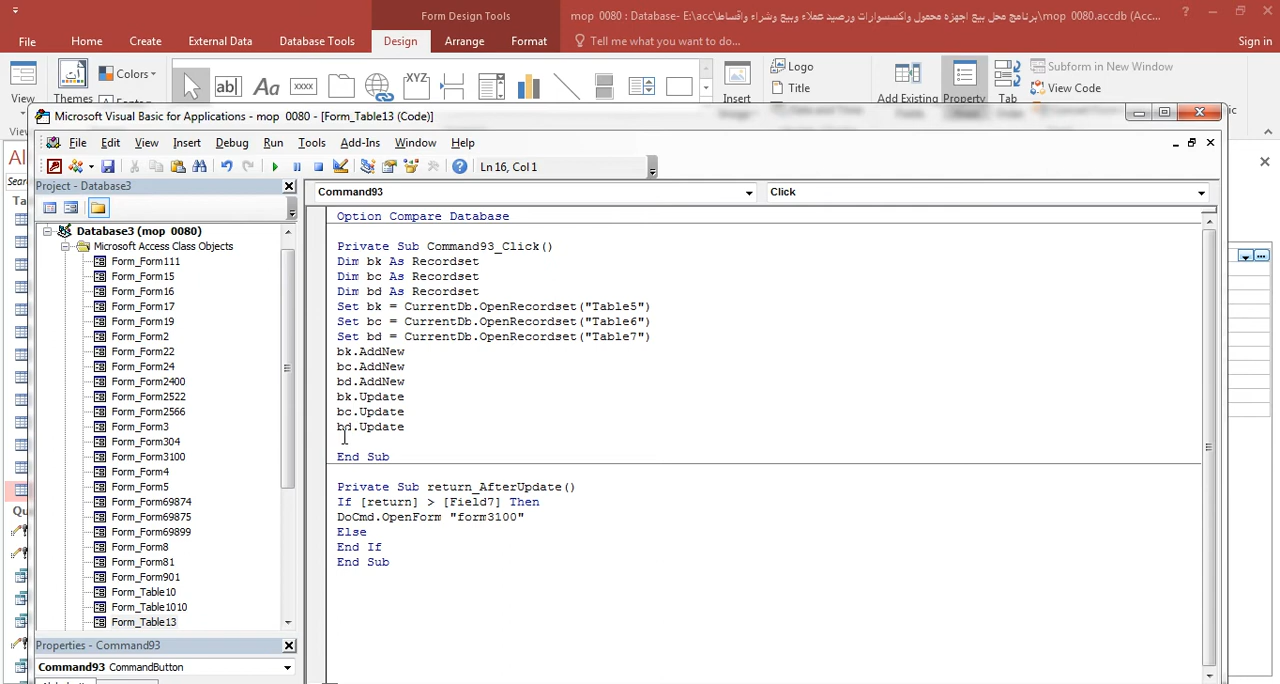 Form Design Tools
mop 0080 : Database- E:\acc\برنامج محل بيع اجهزه محمول واكسسوارات ورصيد عملاء وبيع وشراء وأقساط\mop_0080.accdb (Acc...
File Home Create External Data Database Tools Design Arrange Format Tell me what you want to do... Sign in
Colors Logo Subform in New Window
Title View Code
View Themes Insert Add Existing Property Tab
Microsoft Visual Basic for Applications - mop 0080 - [Form_Table13 (Code)]
File Edit View Insert Debug Run Tools Add-Ins Window Help
Ln 16, Col 1
Project - Database3
Command93 Click
Database3 (mop 0080)
Microsoft Access Class Objects
Form_Form111
Form_Form15
Form_Form16
Form_Form17
Form_Form19
Form_Form2
Form_Form22
Form_Form24
Form_Form2400
Form_Form2522
Form_Form2566
Form_Form3
Form_Form304
Form_Form3100
Form_Form4
Form_Form5
Form_Form69874
Form_Form69875
Form_Form69899
Form_Form8
Form_Form81
Form_Form901
Form_Table10
Form_Table1010
Form_Table13
Properties - Command93
Command93 CommandButton
Option Compare Database
Private Sub Command93_Click()
Dim bk As Recordset
Dim bc As Recordset
Dim bd As Recordset
Set bk = CurrentDb.OpenRecordset("Table5")
Set bc = CurrentDb.OpenRecordset("Table6")
Set bd = CurrentDb.OpenRecordset("Table7")
bk.AddNew
bc.AddNew
bd.AddNew
bk.Update
bc.Update
bd.Update
End Sub
Private Sub return_AfterUpdate()
If [return] > [Field7] Then
DoCmd.OpenForm "form3100"
Else
End If
End Sub